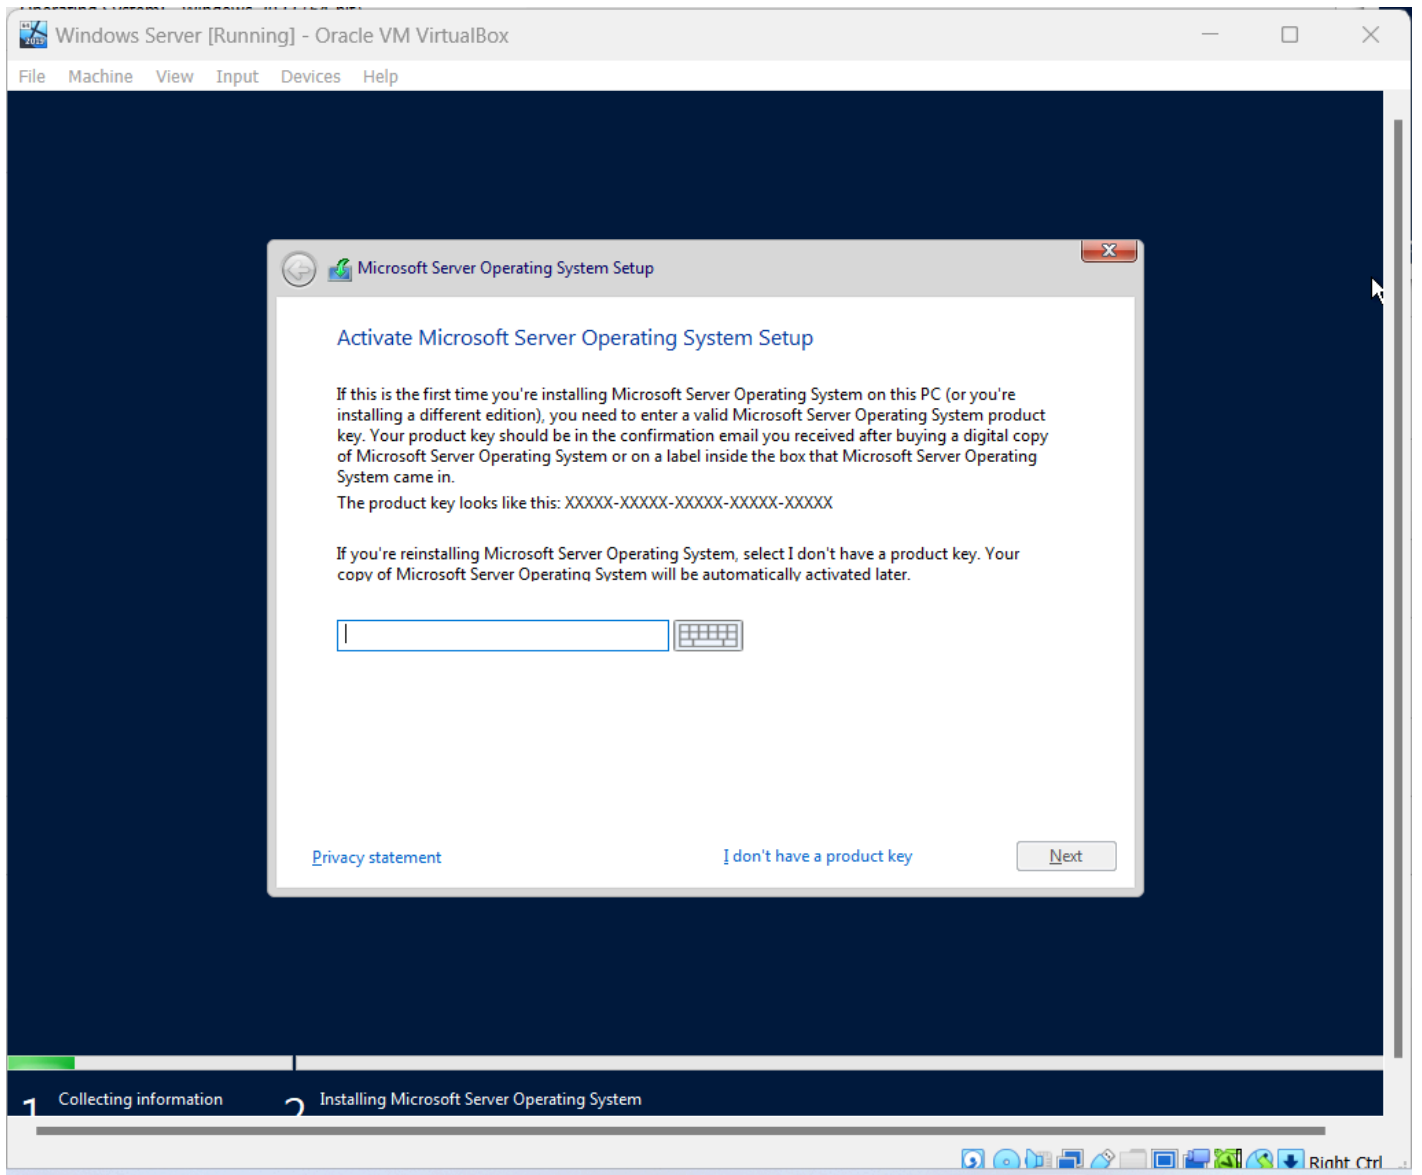 Windows Server [Running] - Oracle VM VirtualBox
File Machine View Input Devices Help
Microsoft Server Operating System Setup
Activate Microsoft Server Operating System Setup
If this is the first time you're installing Microsoft Server Operating System on this PC (or you're
installing a different edition), you need to enter a valid Microsoft Server Operating System product
key. Your product key should be in the confirmation email you received after buying a digital copy
of Microsoft Server Operating System or on a label inside the box that Microsoft Server Operating
System came in.
The product key looks like this: XXXXX-XXXXX-XXXXX-XXXXX-XXXXX
If you're reinstalling Microsoft Server Operating System, select I don't have a product key. Your
copy of Microsoft Server Operating System will be automatically activated later.
Privacy statement
I don't have a product key
Next
1 Collecting information
2 Installing Microsoft Server Operating System
Right Ctrl